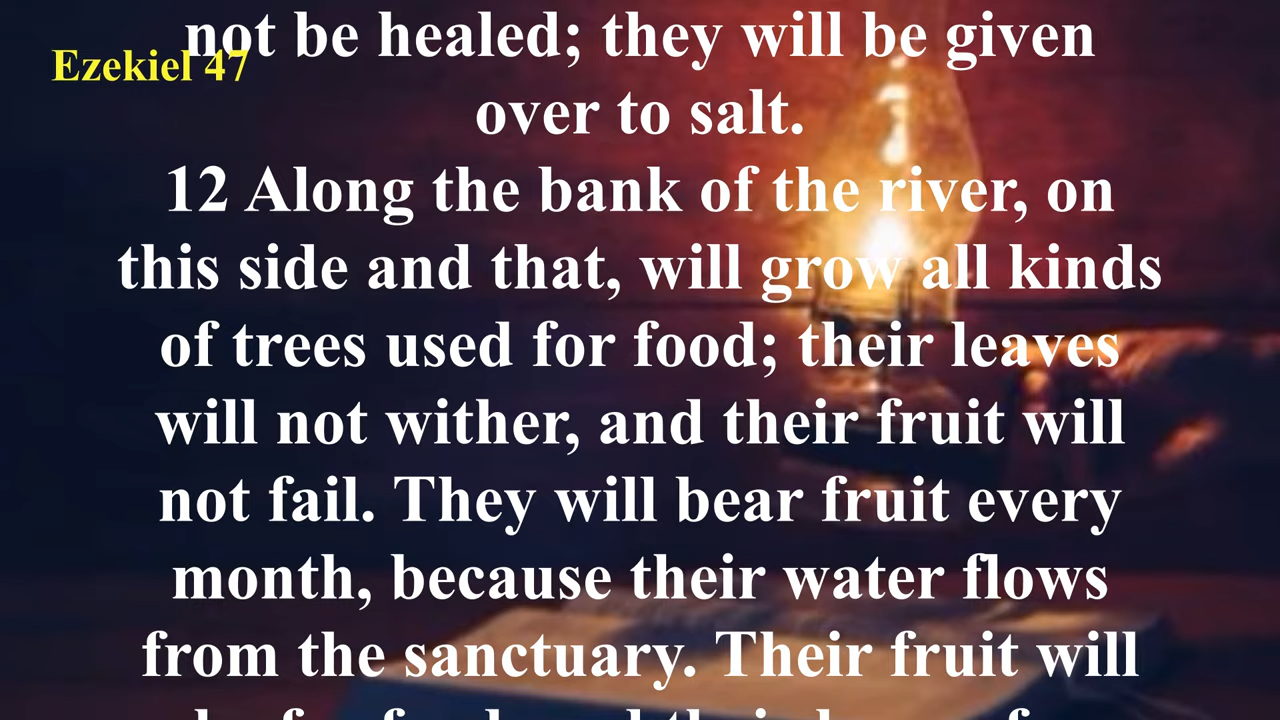 not be healed; they will be given
Ezekiel 47
over to salt.
12 Along the bank of the river, on
this side and that, will grow all kinds
of trees used for food; their leaves
will not wither, and their fruit will
not fail. They will bear fruit every
month, because their water flows
from the sanctuary. Their fruit will